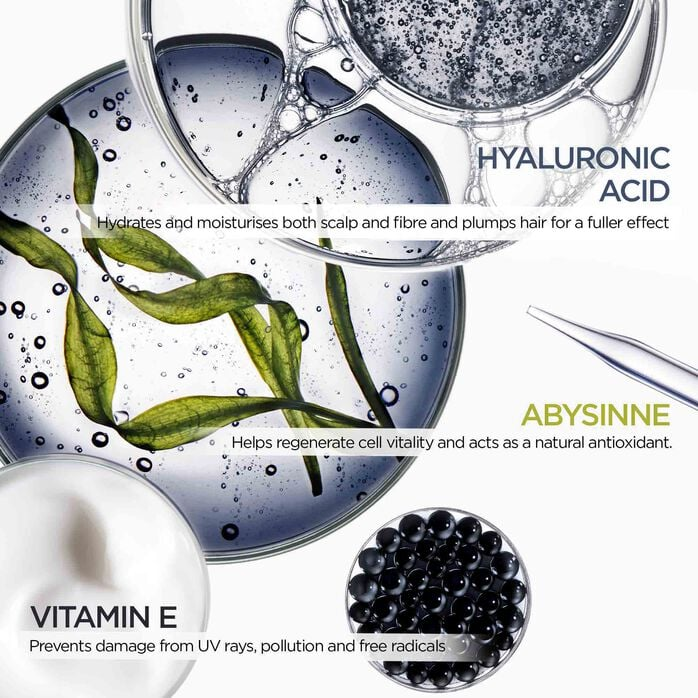 HYALURONIC
ACID
Hydrates and moisturises both scalp and fibre and plumps hair for a fuller effect
ABYSINNE
Helps regenerate cell vitality and acts as a natural antioxidant.
VITAMIN E
Prevents damage from UV rays, pollution and free radicals